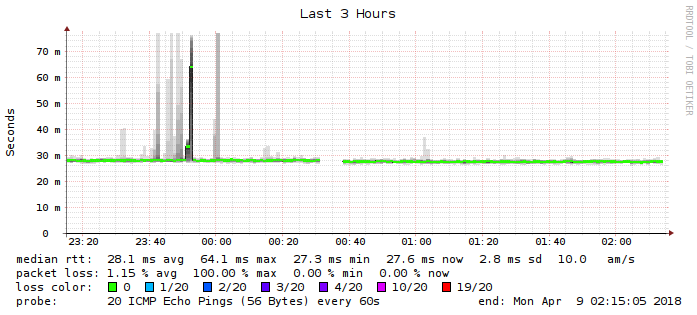 Last 3 Hours
RRDTOOL / TOBI OETIKER
Seconds
70 m
60 m
50 m
40 m
30 m
20 m
10 m
0
23:20 23:40 00:00 00:20 00:40 01:00 01:20 01:40 02:00
median rtt: 28.1 ms avg 64.1 ms max 27.3 ms min 27.6 ms now 2.8 ms sd 10.0 am/s
packet loss: 1.15 % avg 100.00 % max 0.00 % min 0.00 % now
loss color: 0 1/20 2/20 3/20 4/20 10/20 19/20
probe: 20 ICMP Echo Pings (56 Bytes) every 60s end: Mon Apr 9 02:15:05 2018